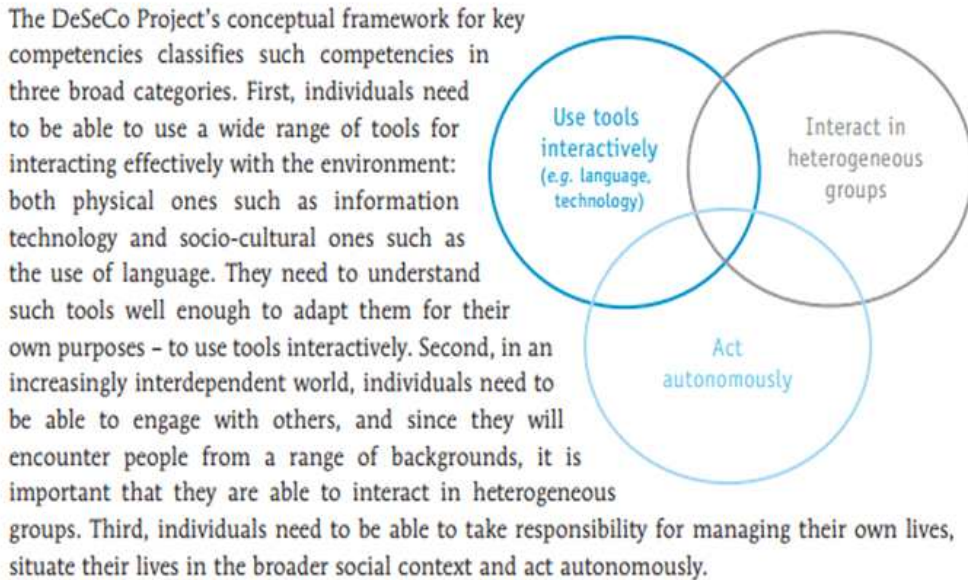 The DeSeCo Project's conceptual framework for key
competencies classifies such competencies in
three broad categories. First, individuals need
to be able to use a wide range of tools for
interacting effectively with the environment:
both physical ones such as information
technology and socio-cultural ones such as
the use of language. They need to understand
such tools well enough to adapt them for their
own purposes – to use tools interactively. Second, in an
increasingly interdependent world, individuals need to
be able to engage with others, and since they will
encounter people from a range of backgrounds, it is
important that they are able to interact in heterogeneous
groups. Third, individuals need to be able to take responsibility for managing their own lives,
situate their lives in the broader social context and act autonomously.
Use tools
interactively
(e.g. language,
technology)
Interact in
heterogeneous
groups
Act
autonomously